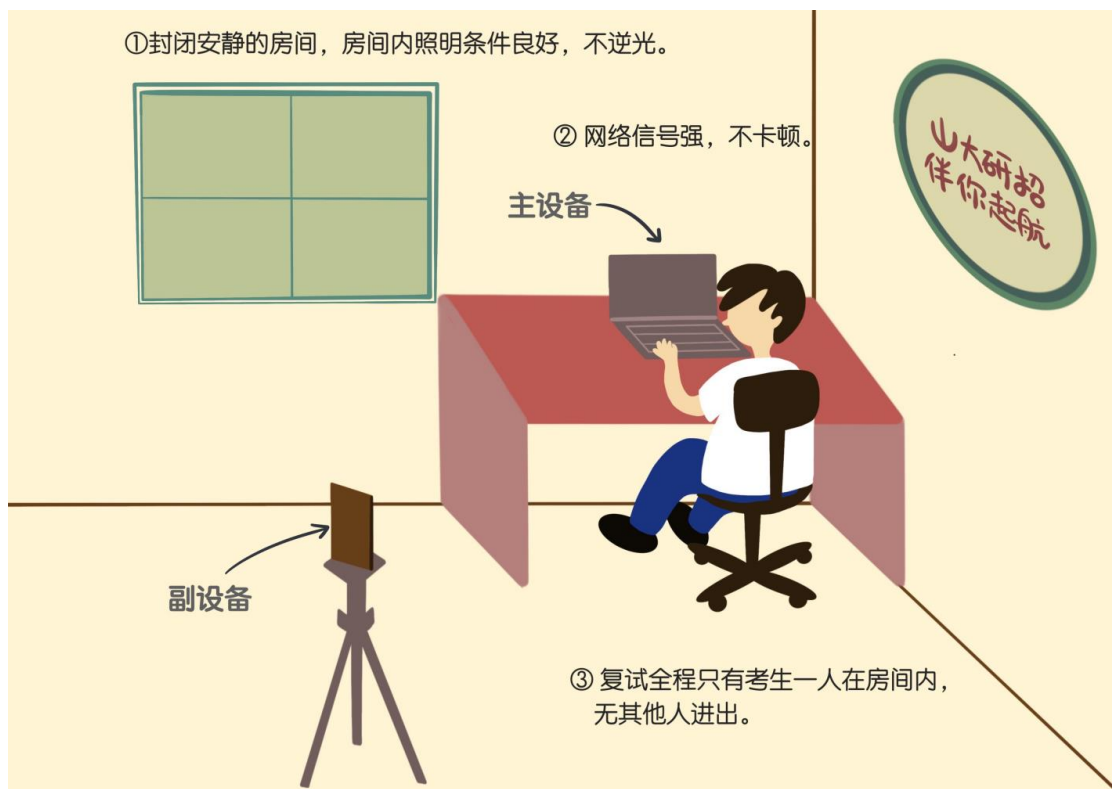 ①封闭安静的房间，房间内照明条件良好，不逆光。
② 网络信号强，不卡顿。
山大研招
伴你起航
主设备
副设备
③ 复试全程只有考生一人在房间内，
无其他人进出。